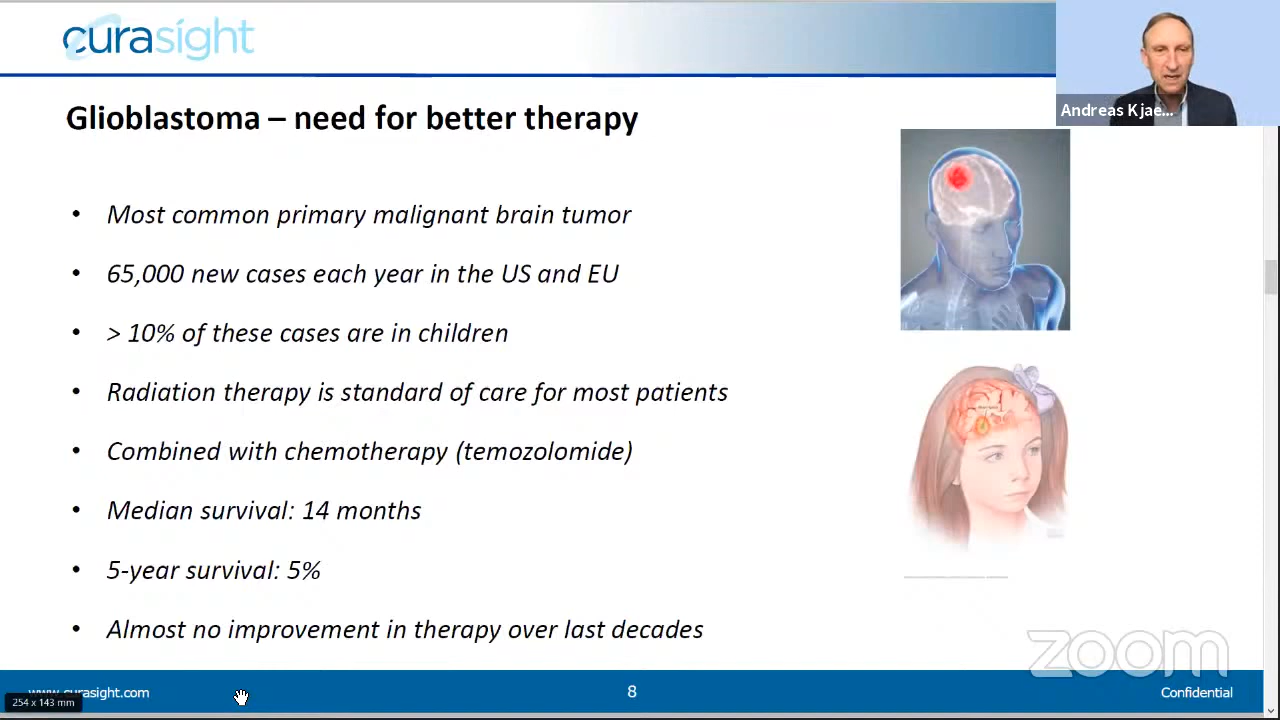 curasight
Andreas Kjae...
Glioblastoma – need for better therapy
• Most common primary malignant brain tumor
• 65,000 new cases each year in the US and EU
• > 10% of these cases are in children
• Radiation therapy is standard of care for most patients
• Combined with chemotherapy (temozolomide)
• Median survival: 14 months
• 5-year survival: 5%
• Almost no improvement in therapy over last decades
zoom
www.curasight.com
8
Confidential
254 x 143 mm